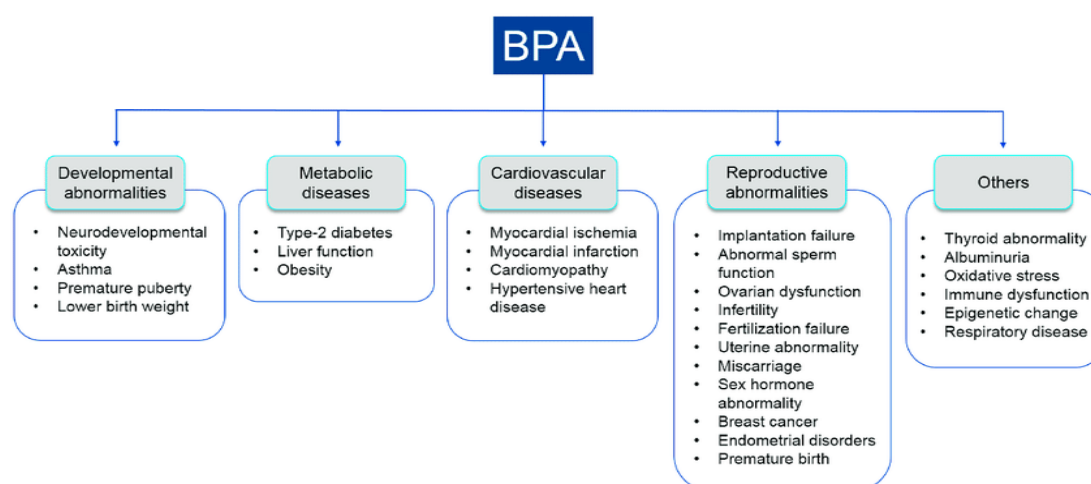 BPA
Developmental
abnormalities
• Neurodevelopmental
toxicity
• Asthma
• Premature puberty
• Lower birth weight
Metabolic
diseases
• Type-2 diabetes
• Liver function
• Obesity
Cardiovascular
diseases
• Myocardial ischemia
• Myocardial infarction
• Cardiomyopathy
• Hypertensive heart
disease
Reproductive
abnormalities
• Implantation failure
• Abnormal sperm
function
• Ovarian dysfunction
• Infertility
• Fertilization failure
• Uterine abnormality
• Miscarriage
• Sex hormone
abnormality
• Breast cancer
• Endometrial disorders
• Premature birth
Others
• Thyroid abnormality
• Albuminuria
• Oxidative stress
• Immune dysfunction
• Epigenetic change
• Respiratory disease